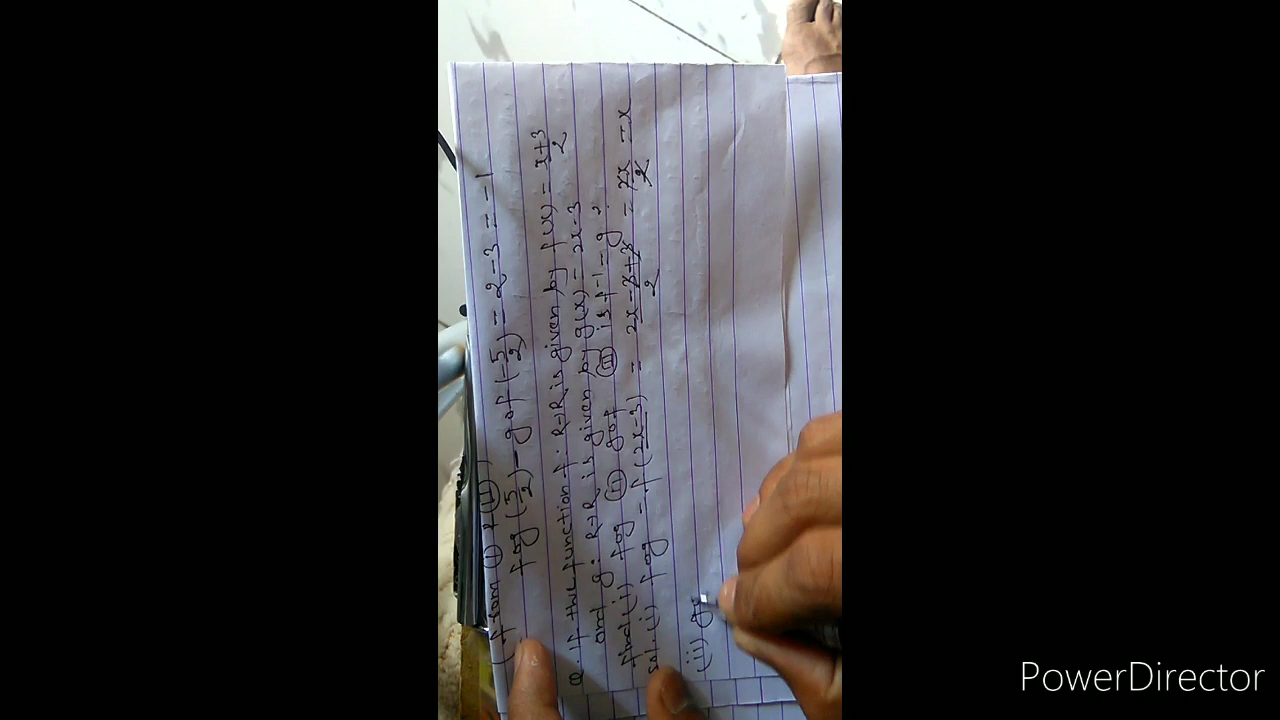 (from (i) & (ii))
fog(5/2) - gof(-5/2) = 2-3 = -1
Q. If the function f: R→R is given by f(x) = x+3/2
and g: R→R is given by g(x) = 2x-3
find (i) fog (ii) gof (iii) is f-1 = g ?
sol. (i) fog = f(2x-3) = 2x-3+3/2 = 2x/2 = x
(ii) go
PowerDirector